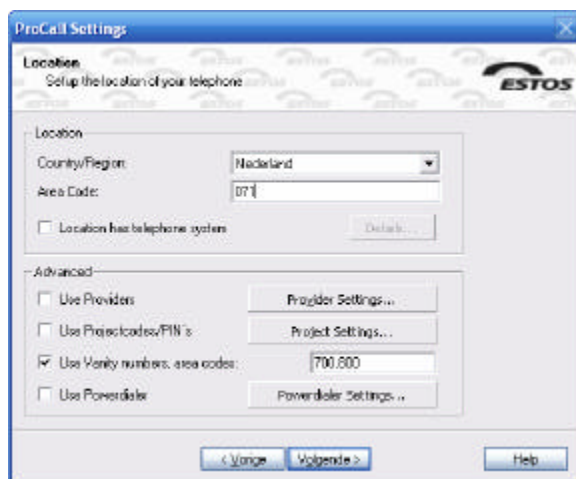 ProCall Settings
Location
Set up the location of your telephone
ESTOS
Location
Country/Region: Nederland
Area Code: 071
Location has telephone system Details...
Advanced
Use Providers Provider Settings...
Use Projectcodes/PIN's Project Settings...
Use Vanity numbers, area codes: 700,800
Use Powerdialer Powerdialer Settings...
< Vorige Volgende > Help